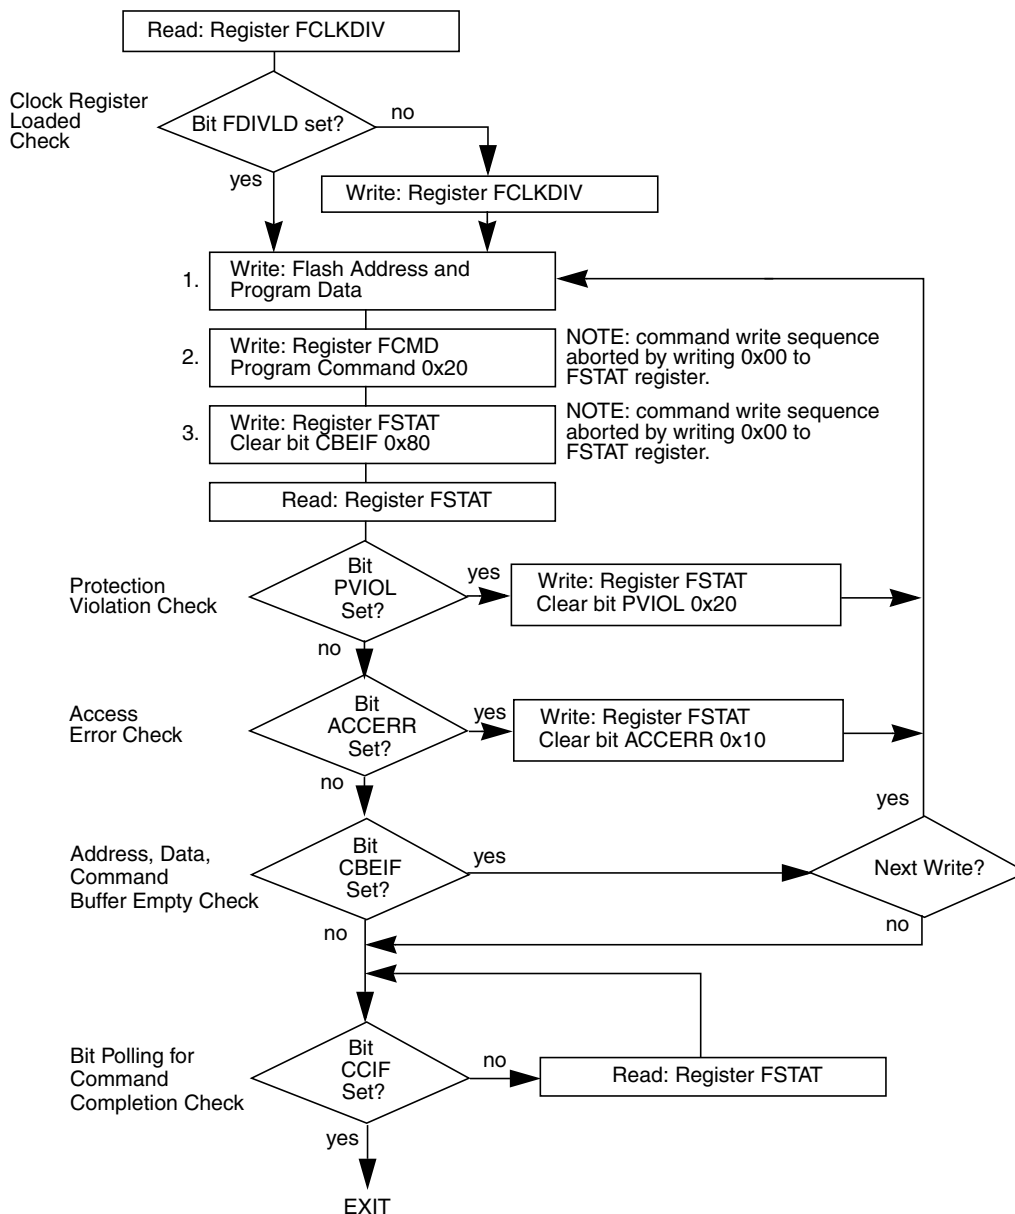 Read: Register FCLKDIV
Clock Register
Loaded
Check
Bit FDIVLD set?
no
yes
Write: Register FCLKDIV
1.
Write: Flash Address and
Program Data
2.
Write: Register FCMD
Program Command 0x20
NOTE: command write sequence
aborted by writing 0x00 to
FSTAT register.
3.
Write: Register FSTAT
Clear bit CBEIF 0x80
NOTE: command write sequence
aborted by writing 0x00 to
FSTAT register.
Read: Register FSTAT
Protection
Violation Check
Bit
PVIOL
Set?
yes
Write: Register FSTAT
Clear bit PVIOL 0x20
no
Access
Error Check
Bit
ACCERR
Set?
yes
Write: Register FSTAT
Clear bit ACCERR 0x10
no
yes
Address, Data,
Command
Buffer Empty Check
Bit
CBEIF
Set?
yes
Next Write?
no
no
Bit Polling for
Command
Completion Check
Bit
CCIF
Set?
no
Read: Register FSTAT
yes
EXIT